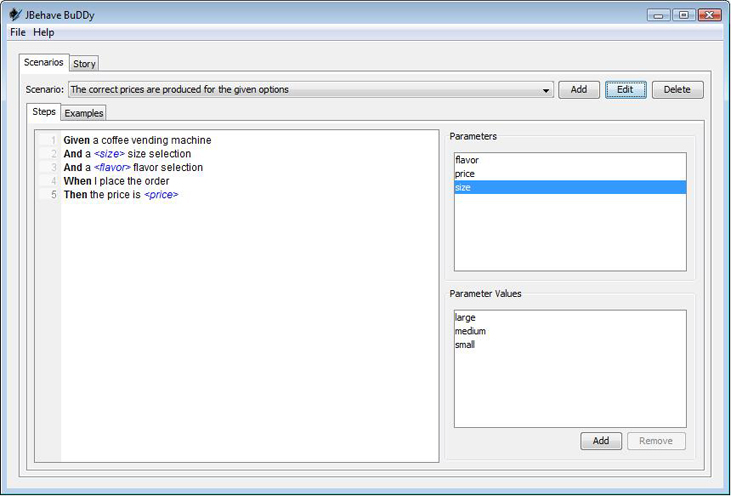 JBehave BuDDy
File Help
Scenarios Story
Scenario: The correct prices are produced for the given options Add Edit Delete
Steps Examples
1 Given a coffee vending machine
2 And a <size> size selection
3 And a <flavor> flavor selection
4 When I place the order
5 Then the price is <price>
Parameters
flavor
price
size
Parameter Values
large
medium
small
Add Remove